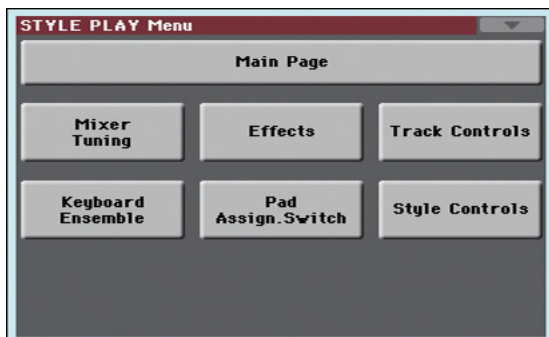 STYLE PLAY Menu
Main Page
Mixer
Tuning
Effects
Track Controls
Keyboard
Ensemble
Pad
Assign.Switch
Style Controls